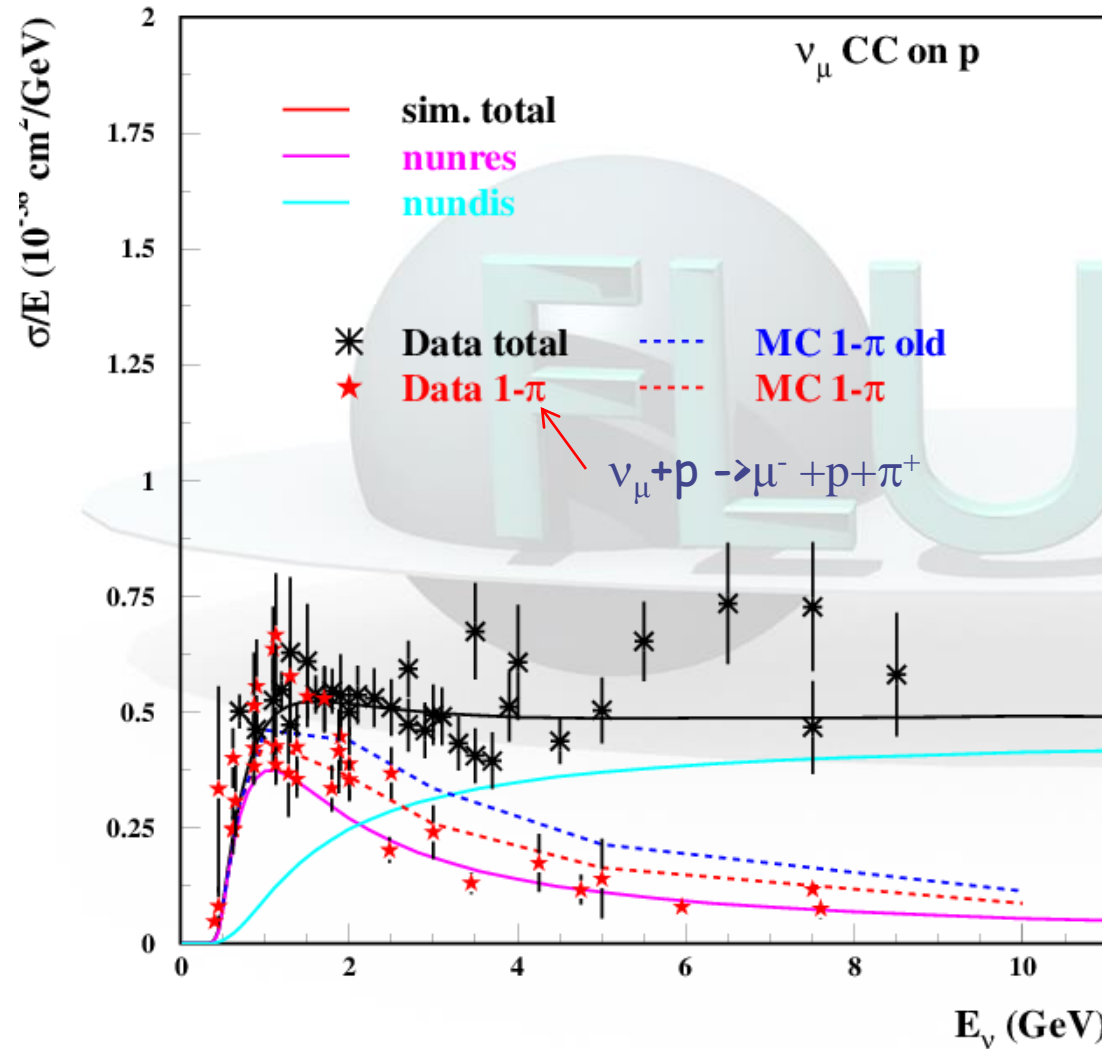 2
ν_μ CC on p
sim. total
1.75
nunres
nundis
1.5
σ/E (10⁻³⁸ cm²/GeV)
Data total
MC 1-π old
1.25
Data 1-π
MC 1-π
ν_μ+p ->μ⁻ +p+π⁺
1
0.75
0.5
0.25
0
0 2 4 6 8 10
E_ν (GeV)
FLU